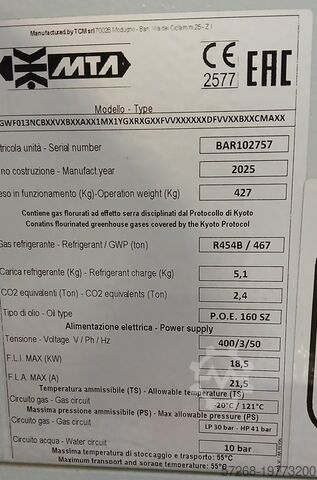 Manufactured by TCM srl 70026 Modugno - Bari, Via dei Ciclamini 25 - Z.I.
MTA
CE
2577
EAC
Modello - Type
GWF013NCBXXVXBXXAXX1MX1YGXRXGXXFVVXXXXXXDFVVXXBXXCMAXX
tricola unità - Serial number
BAR102757
no costruzione - Manufact.year
2025
eso in funzionamento (Kg)-Operation weight (Kg)
427
Contiene gas florurati ad effetto serra disciplinati dal Protocollo di Kyoto
Conatins flourinated greenhouse gases covered by the Kyoto Protocol
Gas refrigerante - Refrigerant / GWP (ton)
R454B / 467
Carica refrigerante (Kg) - Refrigerant charge (Kg)
5,1
CO2 equivalenti (Ton) - CO2 equivalents (Ton)
2,4
Tipo di olio - Oil type
P.O.E. 160 SZ
Alimentazione elettrica - Power supply
Tensione - Voltage V / Ph / Hz
400/3/50
F.L.I. MAX (KW)
18,5
F.L.A. MAX (A)
21,5
Temperatura ammissibile (TS) - Allowable temperature (TS)
Circuito gas - Gas circuit
-20°C / 121°C
Massima pressione ammissibile (PS) - Max allowable pressure (PS)
Circuito gas - Gas circuit
LP 30 bar - HP 41 bar
Circuito acqua - Water circuit
10 bar
Massima temperatura di stoccaggio e trasporto: 55°C
Maximum transport and sorage temperature: 55°C
37268-19773200